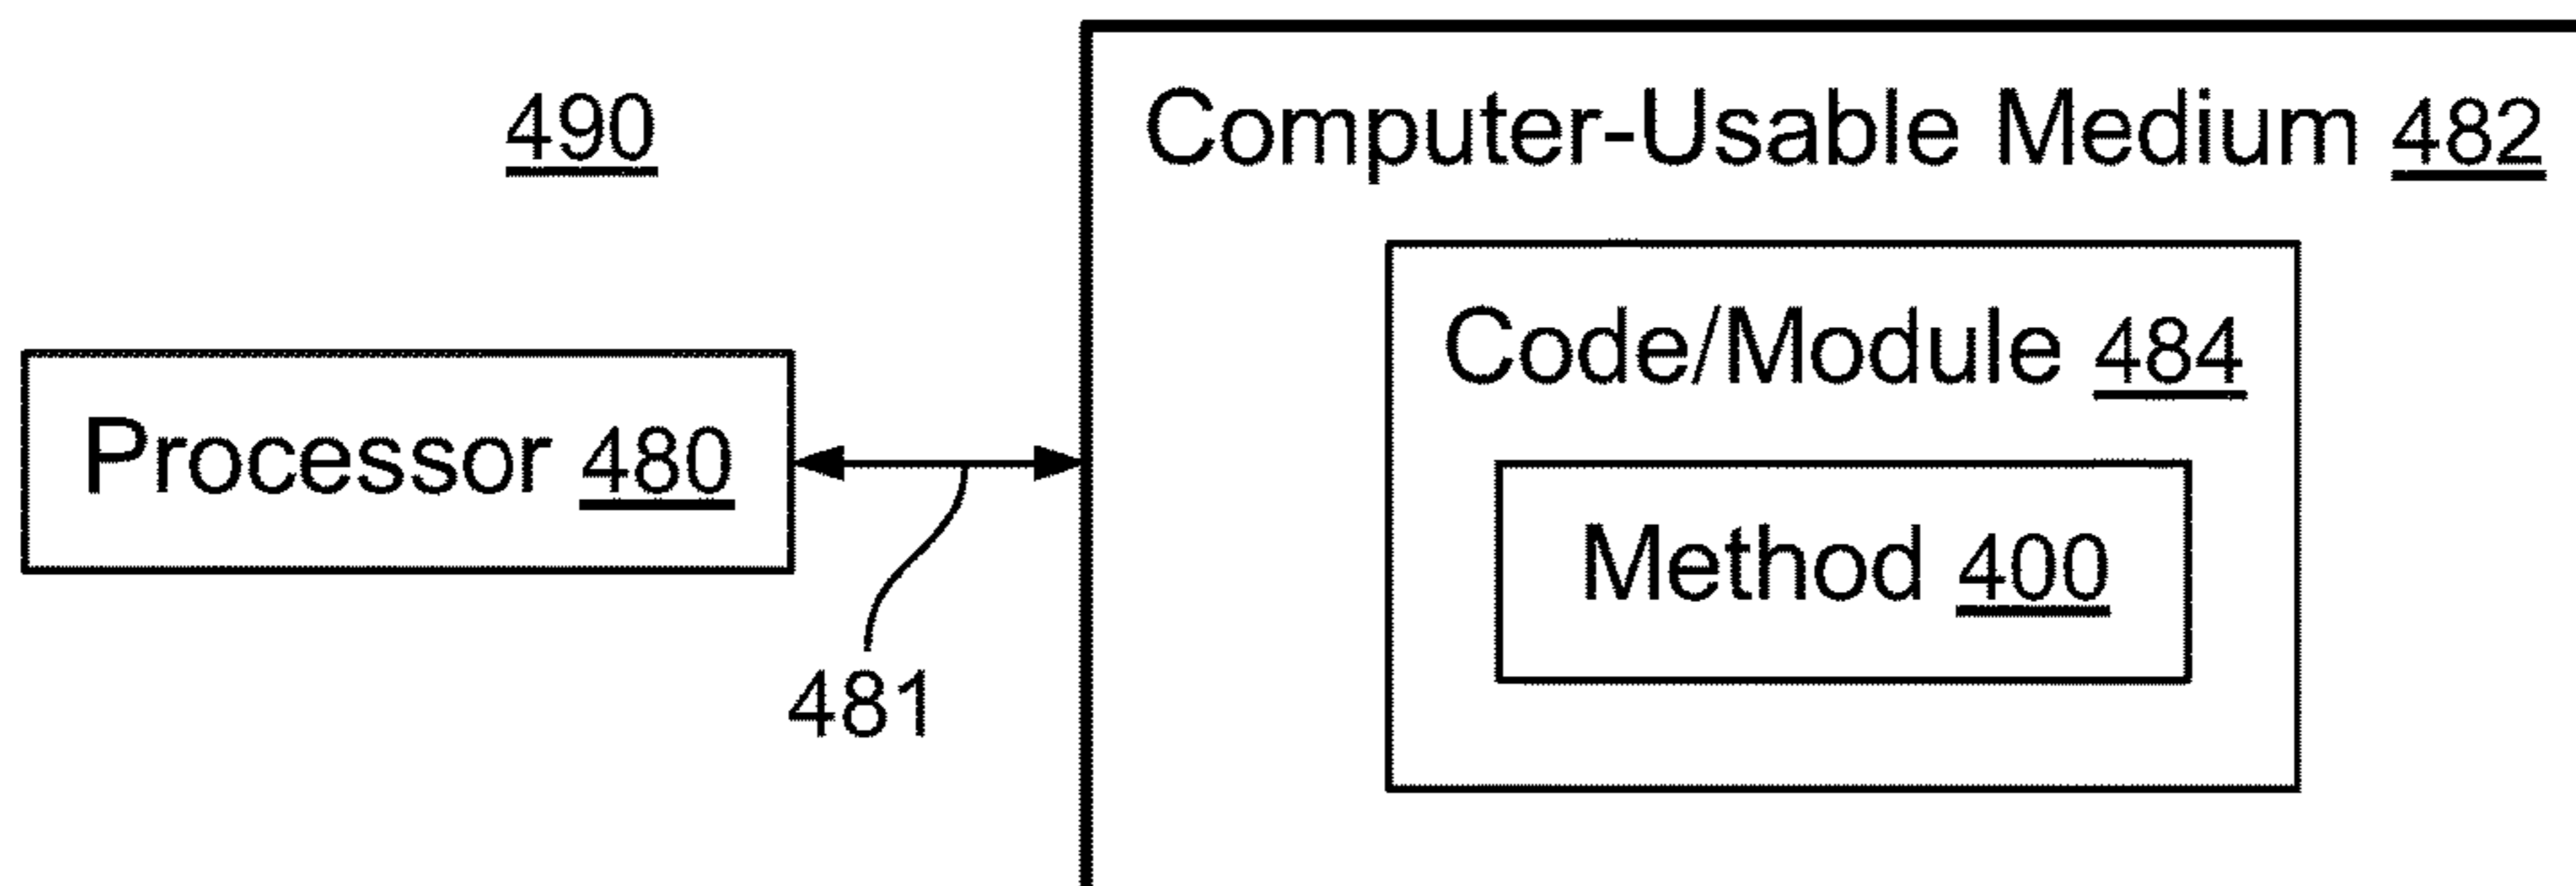 490
Computer-Usable Medium 482
Code/Module 484
Processor 480
Method 400
481